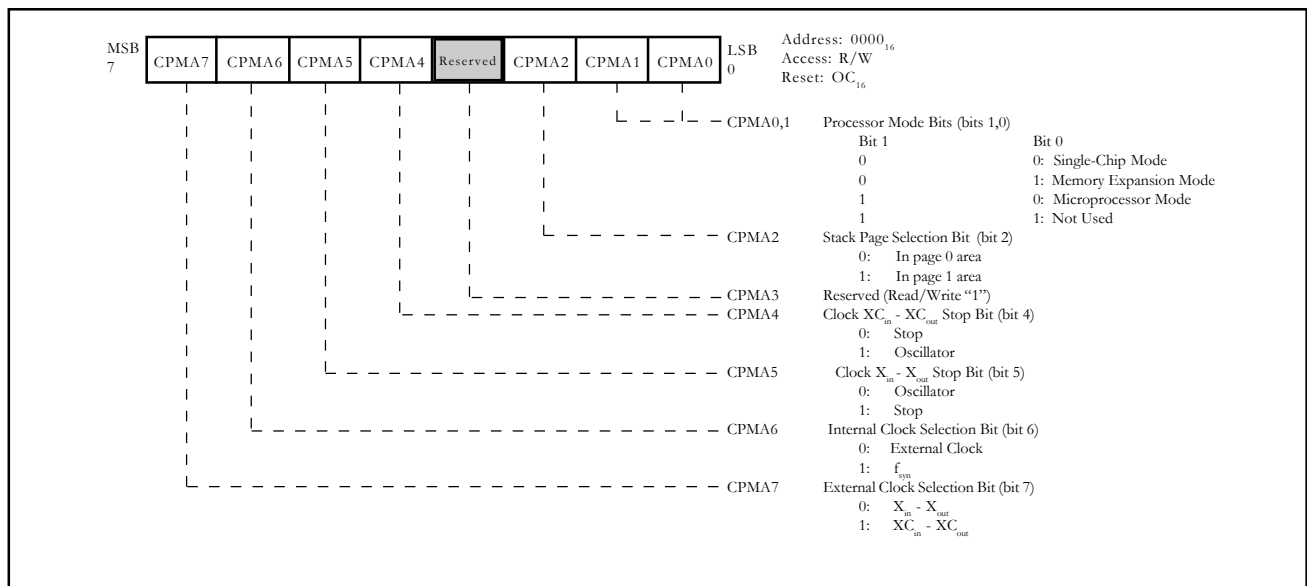 MSB
7
CPMA7 CPMA6 CPMA5 CPMA4 Reserved CPMA2 CPMA1 CPMA0
LSB
0
Address: 0000₁₆
Access: R/W
Reset: OC₁₆
CPMA0,1 Processor Mode Bits (bits 1,0)
Bit 1 Bit 0
0 0: Single-Chip Mode
0 1: Memory Expansion Mode
1 0: Microprocessor Mode
1 1: Not Used
CPMA2 Stack Page Selection Bit (bit 2)
0: In page 0 area
1: In page 1 area
CPMA3 Reserved (Read/Write “1”)
CPMA4 Clock XCin - XCout Stop Bit (bit 4)
0: Stop
1: Oscillator
CPMA5 Clock Xin - Xout Stop Bit (bit 5)
0: Oscillator
1: Stop
CPMA6 Internal Clock Selection Bit (bit 6)
0: External Clock
1: fsyn
CPMA7 External Clock Selection Bit (bit 7)
0: Xin - Xout
1: XCin - XCout